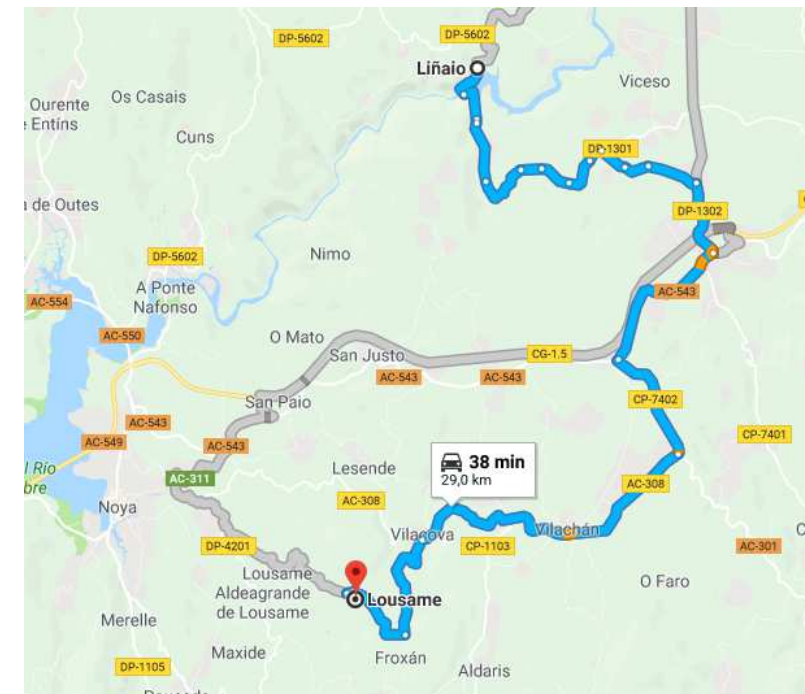 DP-5602
DP-5602
Liñaio
Viceso
Os Casais
Ourente
Entíns
Cuns
DP-1301
a de Outes
DP-1302
DP-5602
Nimo
A Ponte
Nafonso
AC-554
AC-543
AC-550
O Mato
San Justo
CG-1.5
AC-543
AC-543
San Paio
CP-7402
AC-543
AC-549
AC-543
CP-7401
l Río
bre
AC-311
Lesende
38 min
29,0 km
AC-308
Noya
AC-308
Vilacova
Vilachán
CP-1103
DP-4201
AC-301
Lousame
Aldeagrande
de Lousame
Lousame
O Faro
Merelle
Maxide
Froxán
DP-1105
Aldaris